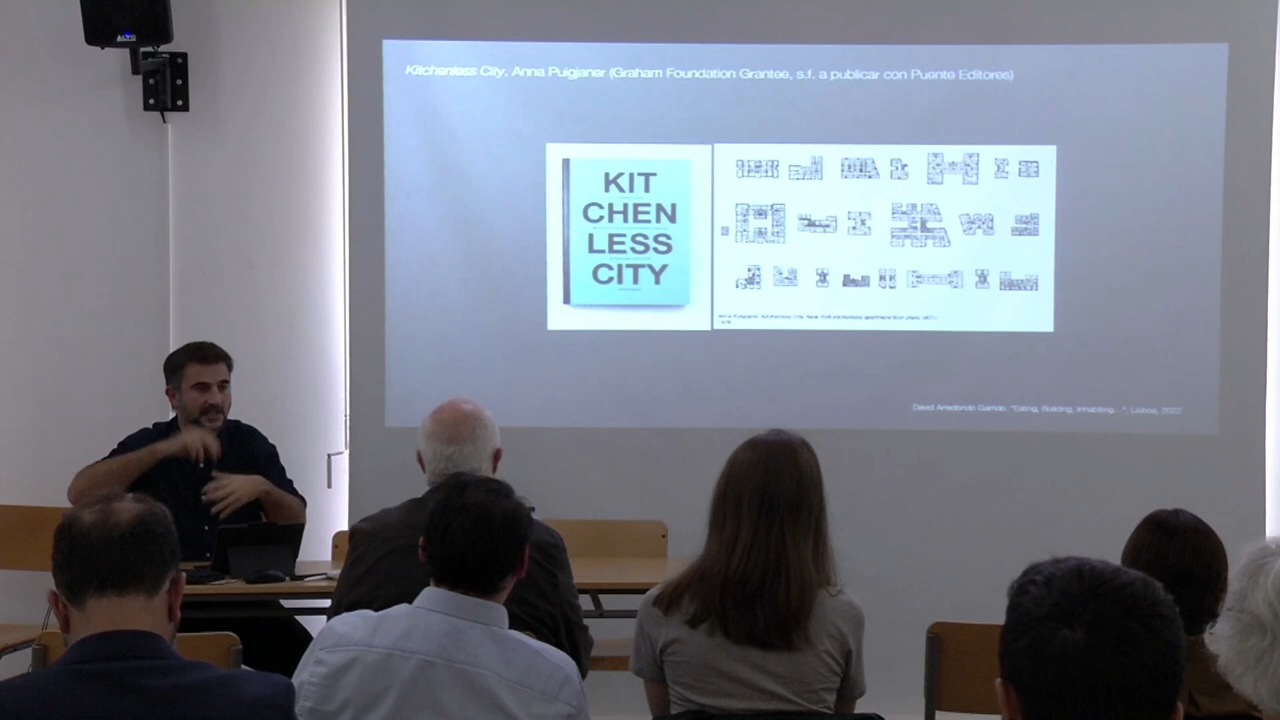 ALTO
Kitchenless City, Anna Puigjaner (Graham Foundation Grantee, s.f. a publicar con Puente Editores)
KIT
CHEN
LESS
CITY
David Arredondo Garrido. "Eating, Building, Inhabiting...", Lisboa, 2022